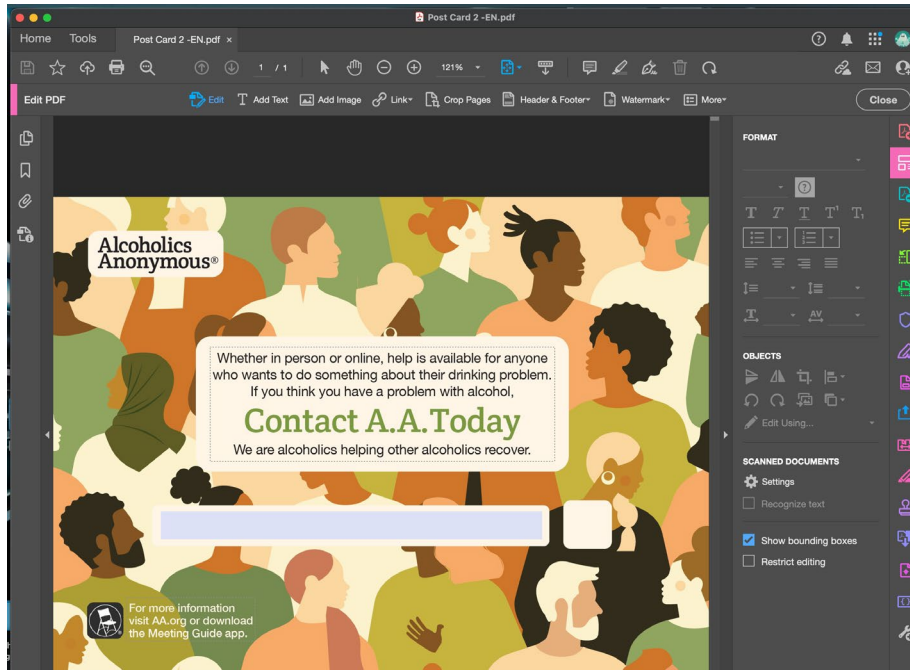 Post Card 2 -EN.pdf
Home Tools Post Card 2 -EN.pdf ×
1 / 1 121%
Edit PDF Edit Add Text Add Image Link Crop Pages Header & Footer Watermark More Close
FORMAT
Alcoholics
Anonymous®
Whether in person or online, help is available for anyone
who wants to do something about their drinking problem.
If you think you have a problem with alcohol,
Contact A.A.Today
We are alcoholics helping other alcoholics recover.
For more information
visit AA.org or download
the Meeting Guide app.
OBJECTS
Edit Using...
SCANNED DOCUMENTS
Settings
Recognize text
Show bounding boxes
Restrict editing